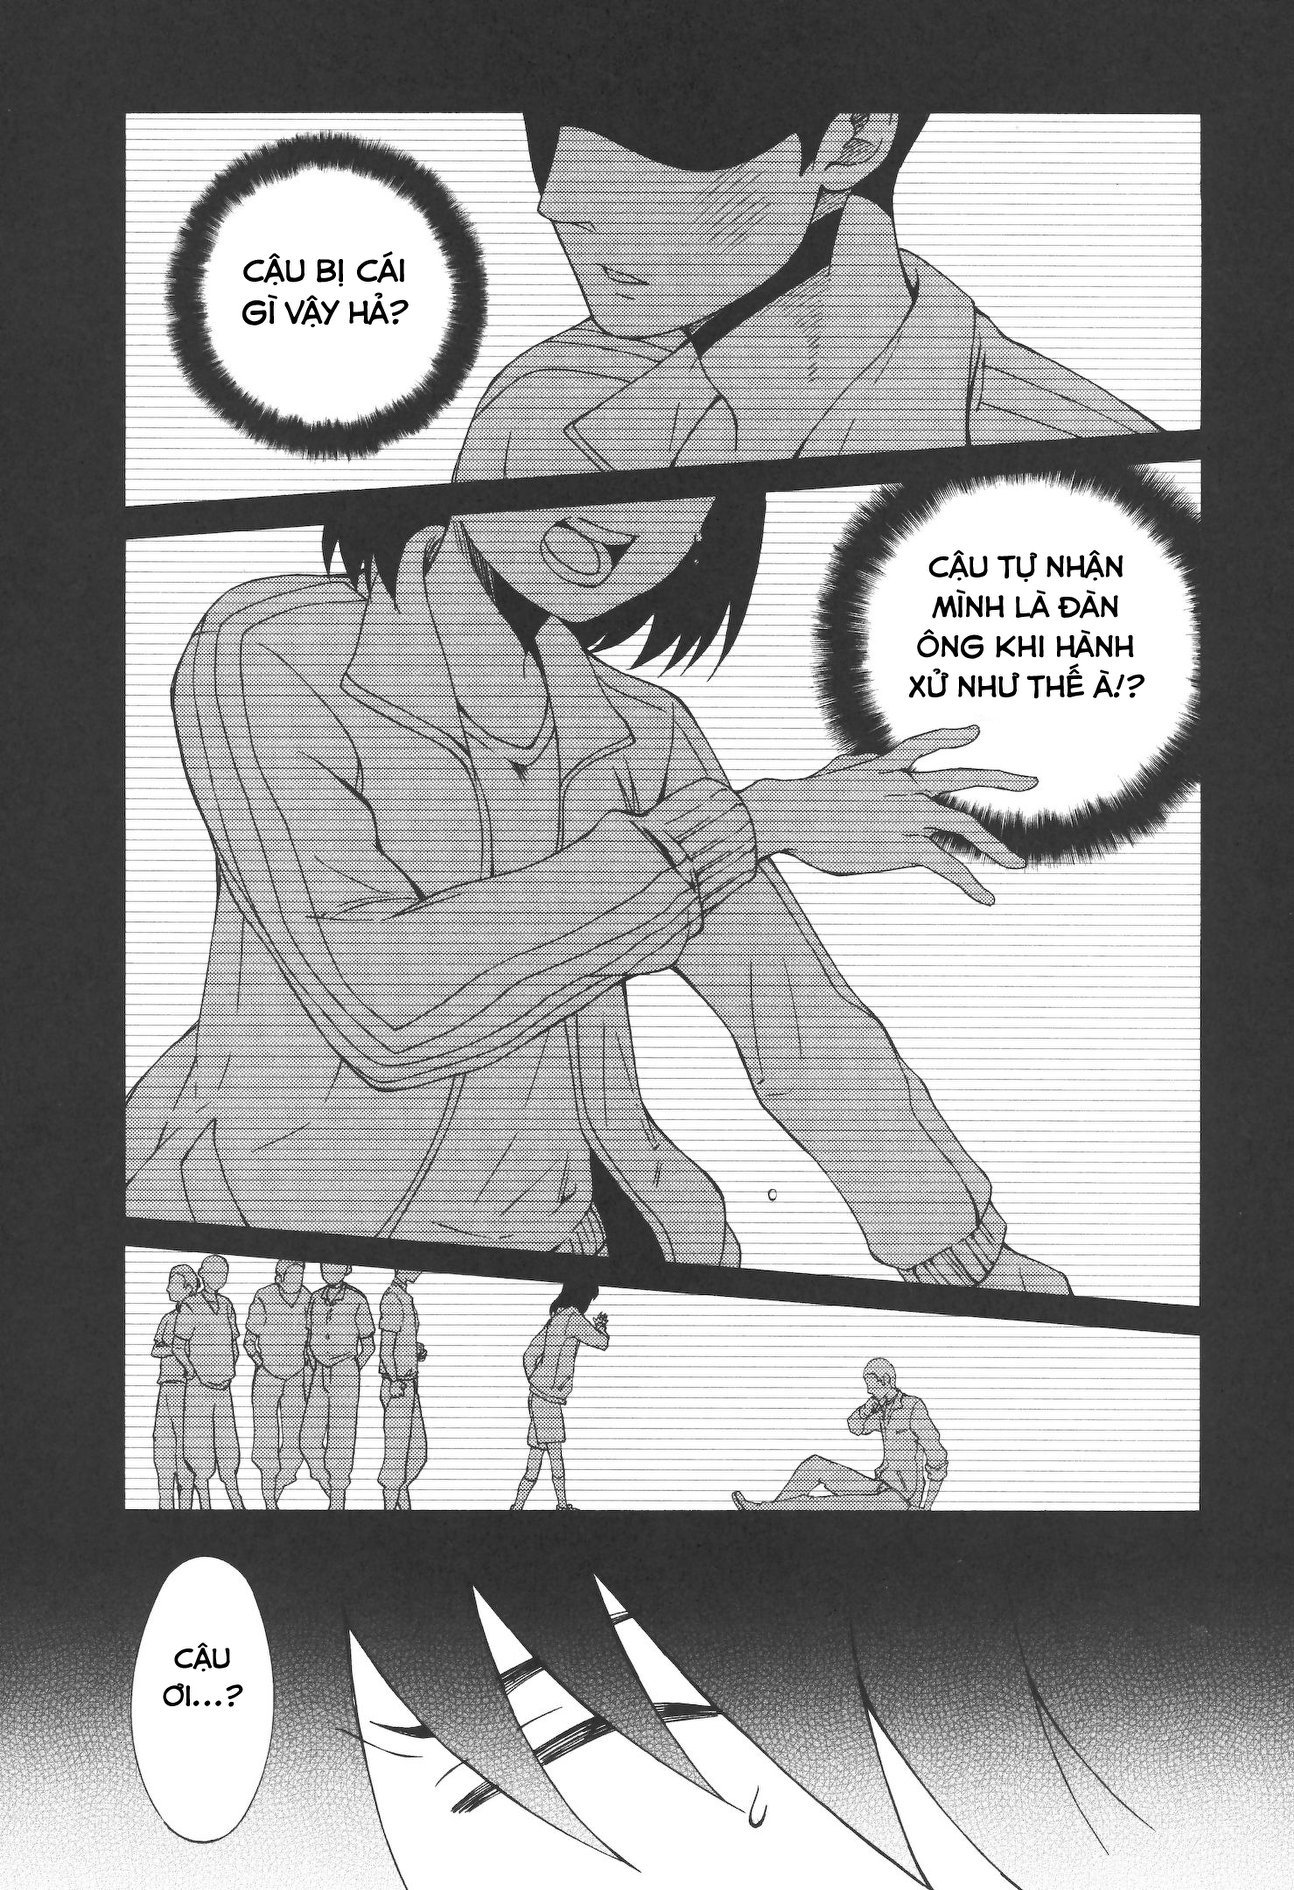 CẬU BỊ CÁI
GÌ VẬY HẢ?
CẬU TỰ NHẬN
MÌNH LÀ ĐÀN
ÔNG KHI HÀNH
XỬ NHƯ THẾ À!?
CẬU
ƠI...?